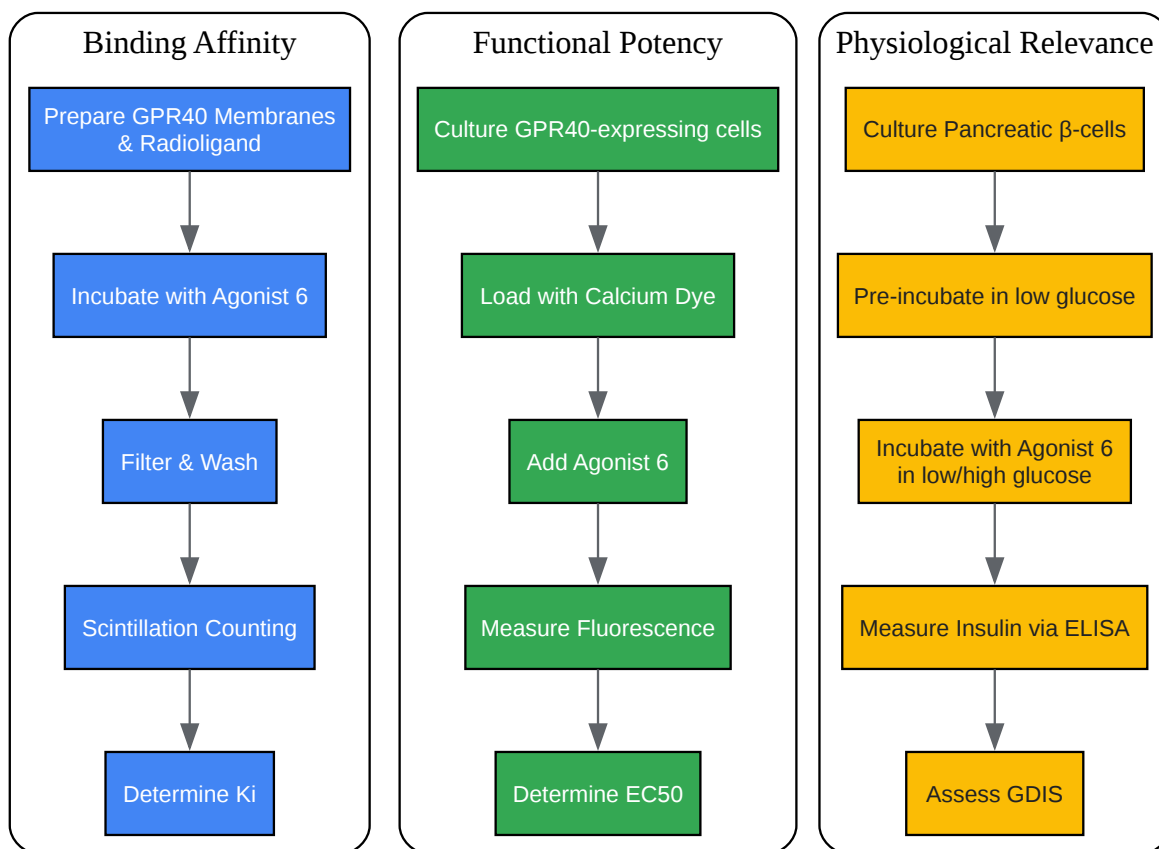 Binding Affinity
Prepare GPR40 Membranes
& Radioligand
Incubate with Agonist 6
Filter & Wash
Scintillation Counting
Determine Ki
Functional Potency
Culture GPR40-expressing cells
Load with Calcium Dye
Add Agonist 6
Measure Fluorescence
Determine EC50
Physiological Relevance
Culture Pancreatic β-cells
Pre-incubate in low glucose
Incubate with Agonist 6
in low/high glucose
Measure Insulin via ELISA
Assess GDIS